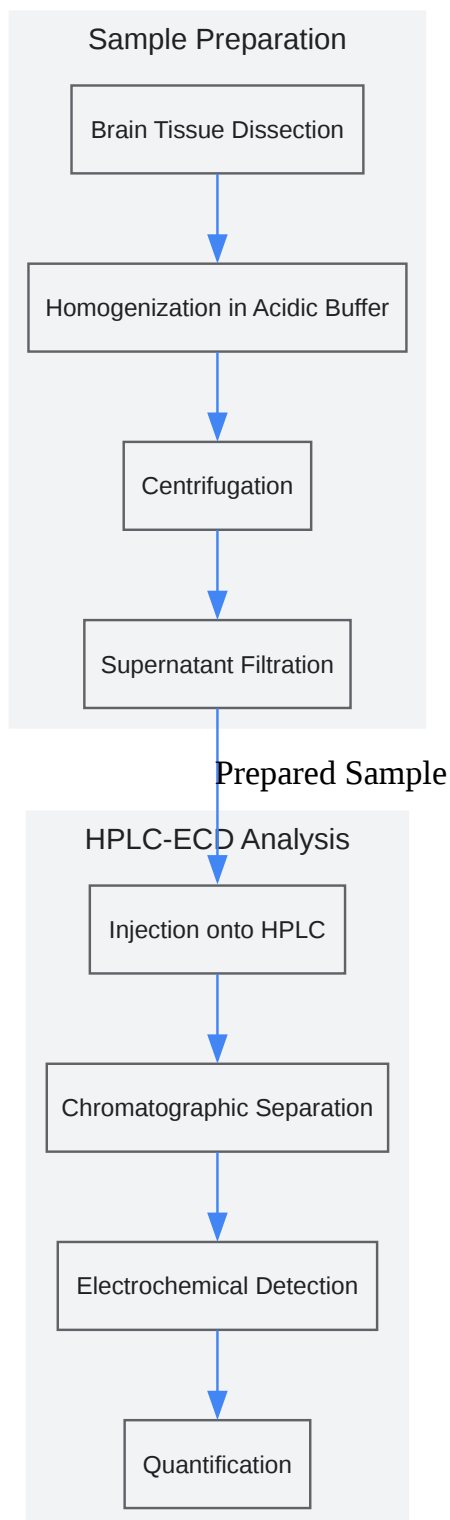 Sample Preparation
Brain Tissue Dissection
Homogenization in Acidic Buffer
Centrifugation
Supernatant Filtration
Prepared Sample
HPLC-ECD Analysis
Injection onto HPLC
Chromatographic Separation
Electrochemical Detection
Quantification